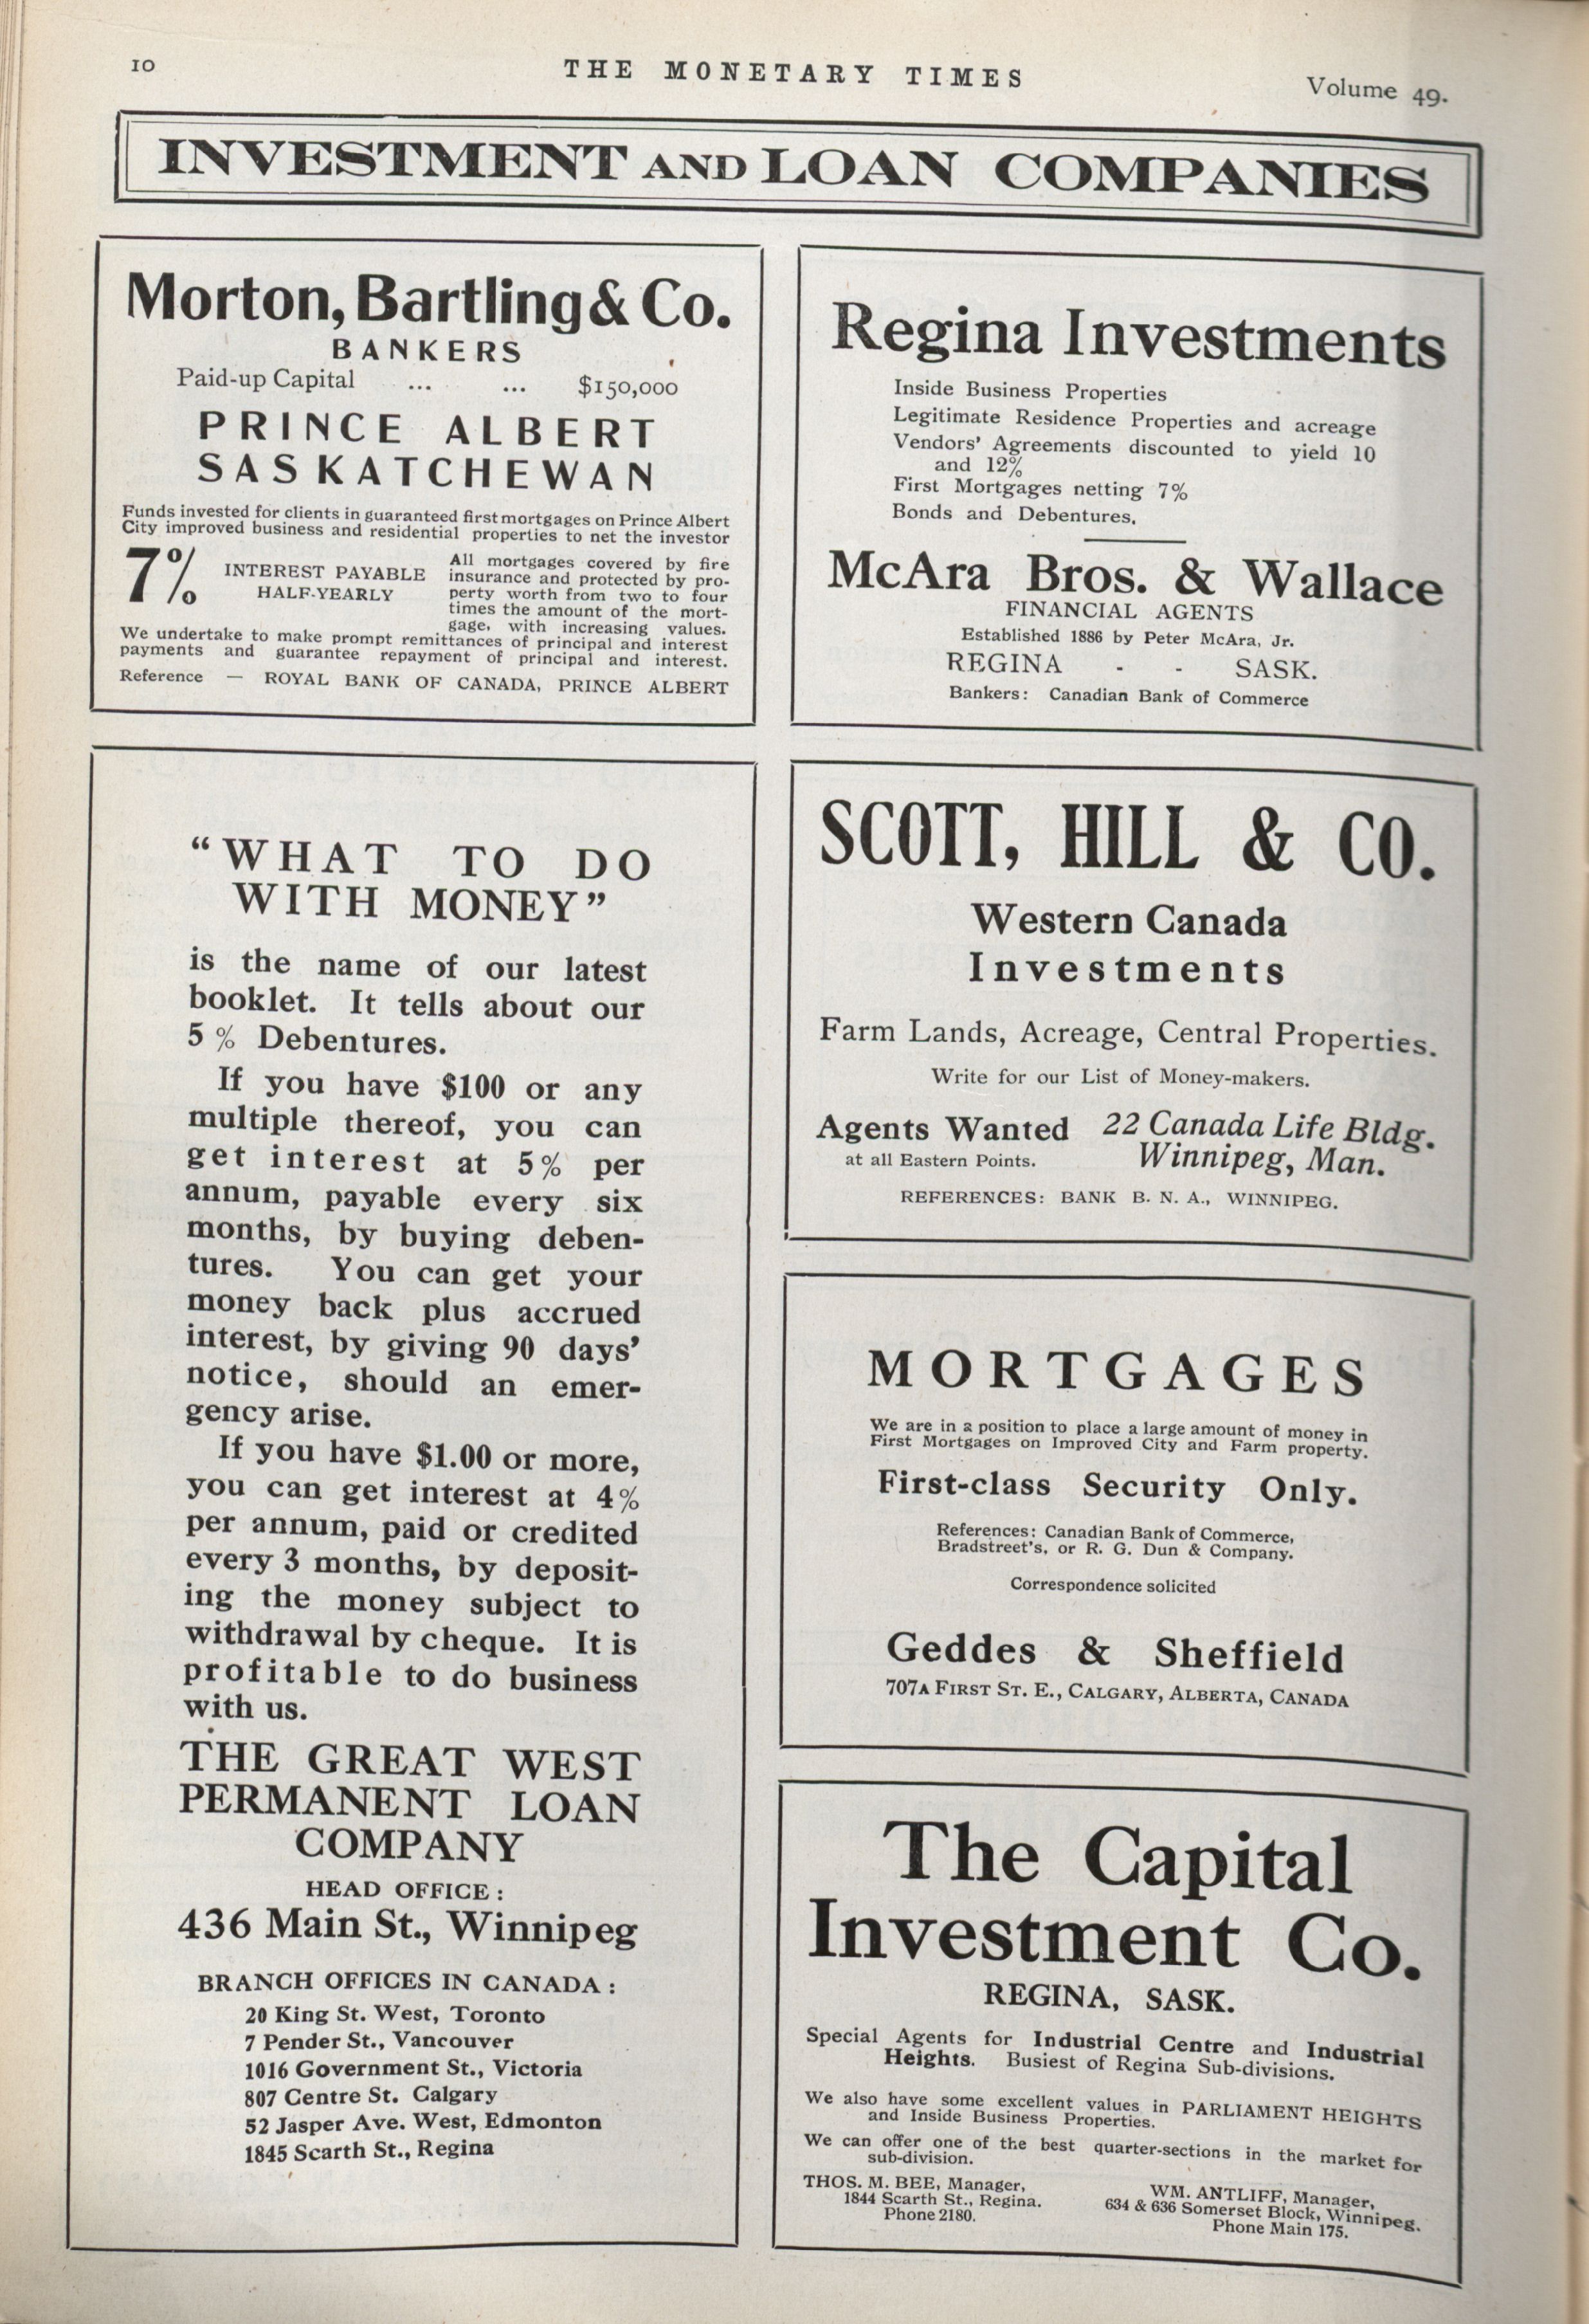 10
THE MONETARY TIMES
Volume 49.
INVESTMENT AND LOAN COMPANIES
Morton, Bartling & Co.
BANKERS
Paid-up Capital ... ... $150,000
PRINCE ALBERT
SASKATCHEWAN
Funds invested for clients in guaranteed first mortgages on Prince Albert
City improved business and residential properties to net the investor
7%
INTEREST PAYABLE
HALF-YEARLY
All mortgages covered by fire
insurance and protected by pro-
perty worth from two to four
times the amount of the mort-
gage, with increasing values.
We undertake to make prompt remittances of principal and interest
payments and guarantee repayment of principal and interest.
Reference — ROYAL BANK OF CANADA, PRINCE ALBERT
"WHAT TO DO
WITH MONEY"
is the name of our latest
booklet. It tells about our
5 % Debentures.
If you have $100 or any
multiple thereof, you can
get interest at 5% per
annum, payable every six
months, by buying deben-
tures. You can get your
money back plus accrued
interest, by giving 90 days'
notice, should an emer-
gency arise.
If you have $1.00 or more,
you can get interest at 4%
per annum, paid or credited
every 3 months, by deposit-
ing the money subject to
withdrawal by cheque. It is
profitable to do business
with us.
THE GREAT WEST
PERMANENT LOAN
COMPANY
HEAD OFFICE :
436 Main St., Winnipeg
BRANCH OFFICES IN CANADA :
20 King St. West, Toronto
7 Pender St., Vancouver
1016 Government St., Victoria
807 Centre St. Calgary
52 Jasper Ave. West, Edmonton
1845 Scarth St., Regina
Regina Investments
Inside Business Properties
Legitimate Residence Properties and acreage
Vendors' Agreements discounted to yield 10
and 12%
First Mortgages netting 7%
Bonds and Debentures.
McAra Bros. & Wallace
FINANCIAL AGENTS
Established 1886 by Peter McAra, Jr.
REGINA - - SASK.
Bankers: Canadian Bank of Commerce
SCOTT, HILL & CO.
Western Canada
Investments
Farm Lands, Acreage, Central Properties.
Write for our List of Money-makers.
Agents Wanted
at all Eastern Points.
22 Canada Life Bldg.
Winnipeg, Man.
REFERENCES: BANK B. N. A., WINNIPEG.
MORTGAGES
We are in a position to place a large amount of money in
First Mortgages on Improved City and Farm property.
First-class Security Only.
References: Canadian Bank of Commerce,
Bradstreet's, or R. G. Dun & Company.
Correspondence solicited
Geddes & Sheffield
707A FIRST ST. E., CALGARY, ALBERTA, CANADA
The Capital
Investment Co.
REGINA, SASK.
Special Agents for Industrial Centre and Industrial
Heights. Busiest of Regina Sub-divisions.
We also have some excellent values in PARLIAMENT HEIGHTS
and Inside Business Properties.
We can offer one of the best quarter-sections in the market for
sub-division.
THOS. M. BEE, Manager,
1844 Scarth St., Regina.
Phone 2180.
WM. ANTLIFF, Manager,
634 & 636 Somerset Block, Winnipeg.
Phone Main 175.